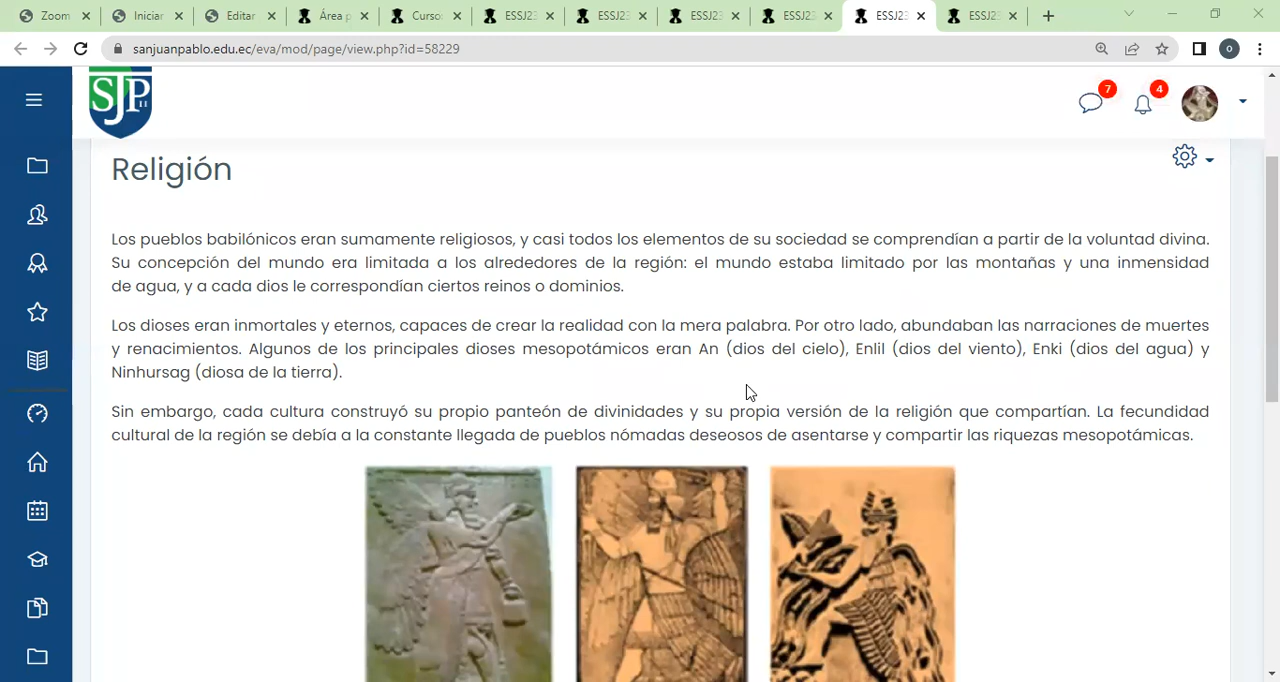 Zoom Iniciar Editar Área p Curso: ESSJ23 ESSJ23 ESSJ23 ESSJ23 ESSJ23 ESSJ23
sanjuanpablo.edu.ec/eva/mod/page/view.php?id=58229
SJP II
7 4
Religión
Los pueblos babilónicos eran sumamente religiosos, y casi todos los elementos de su sociedad se comprendían a partir de la voluntad divina.
Su concepción del mundo era limitada a los alrededores de la región: el mundo estaba limitado por las montañas y una inmensidad
de agua, y a cada dios le correspondían ciertos reinos o dominios.
Los dioses eran inmortales y eternos, capaces de crear la realidad con la mera palabra. Por otro lado, abundaban las narraciones de muertes
y renacimientos. Algunos de los principales dioses mesopotámicos eran An (dios del cielo), Enlil (dios del viento), Enki (dios del agua) y
Ninhursag (diosa de la tierra).
Sin embargo, cada cultura construyó su propio panteón de divinidades y su propia versión de la religión que compartían. La fecundidad
cultural de la región se debía a la constante llegada de pueblos nómadas deseosos de asentarse y compartir las riquezas mesopotámicas.